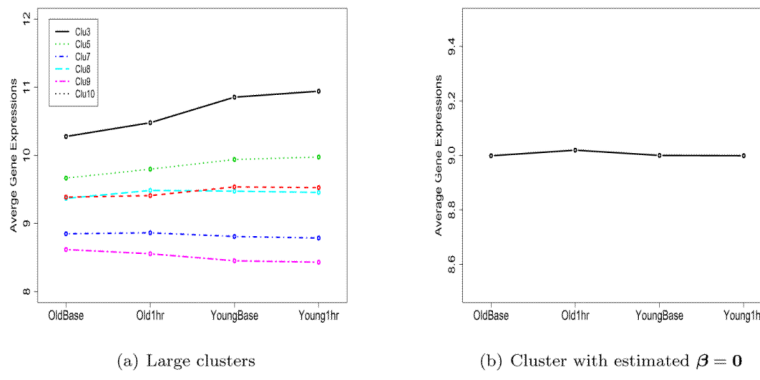 12
11
10
9
8
Averge Gene Expressions
Clu3
Clu5
Clu7
Clu8
Clu9
Clu10
OldBase Old1hr YoungBase Young1hr
(a) Large clusters
9.4
9.2
9.0
8.8
8.6
Average Gene Expressions
OldBase Old1hr YoungBase Young1h
(b) Cluster with estimated β = 0